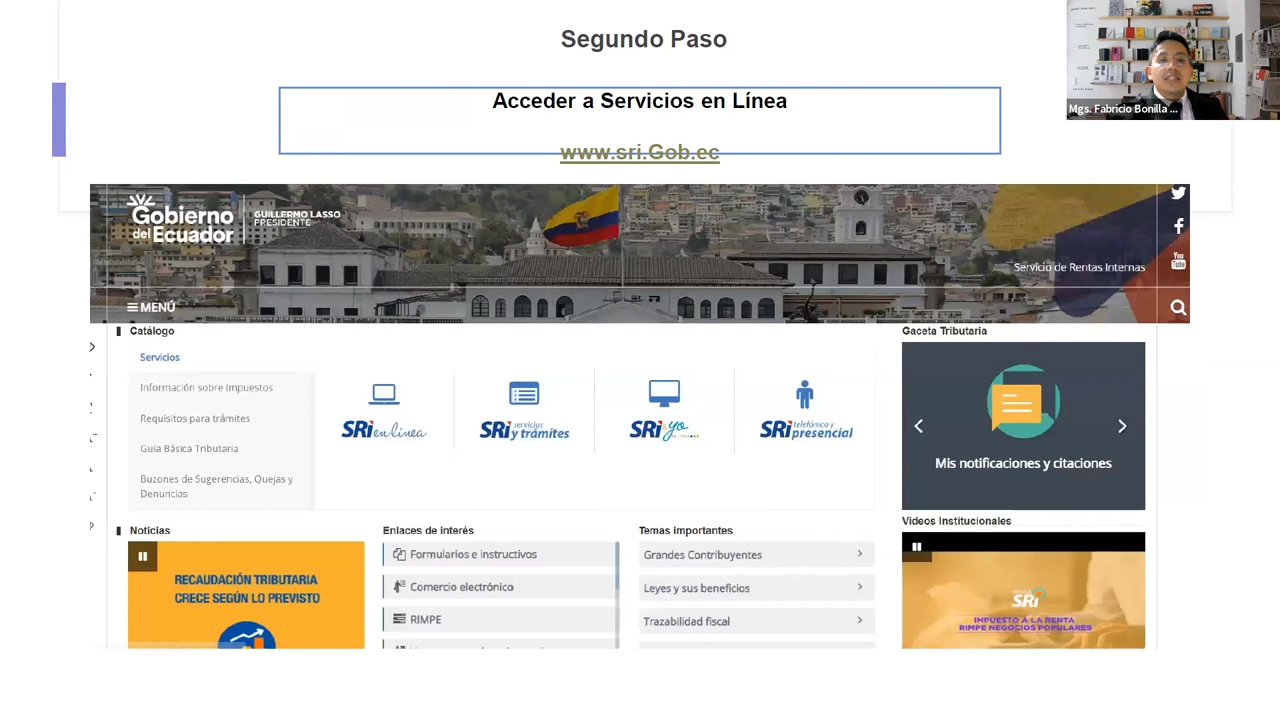 Segundo Paso
Acceder a Servicios en Línea
www.sri.Gob.ec
Mgs. Fabricio Bonilla ...
Gobierno
del Ecuador
GUILLERMO LASSO
PRESIDENTE
Servicio de Rentas Internas
You
Tube
MENÚ
Catálogo
Servicios
Información sobre impuestos
Requisitos para trámites
Guía Básica Tributaria
Buzones de Sugerencias, Quejas y
Denuncias
SRi en línea
SRi servicios
y trámites
SRi & yo
SRi telefónico y
presencial
Gaceta Tributaria
Mis notificaciones y citaciones
Noticias
RECAUDACIÓN TRIBUTARIA
CRECE SEGÚN LO PREVISTO
Enlaces de interés
Formularios e instructivos
Comercio electrónico
RIMPE
Temas importantes
Grandes Contribuyentes
Leyes y sus beneficios
Trazabilidad fiscal
Videos Institucionales
SRi
IMPUESTO A LA RENTA
RIMPE NEGOCIOS POPULARES